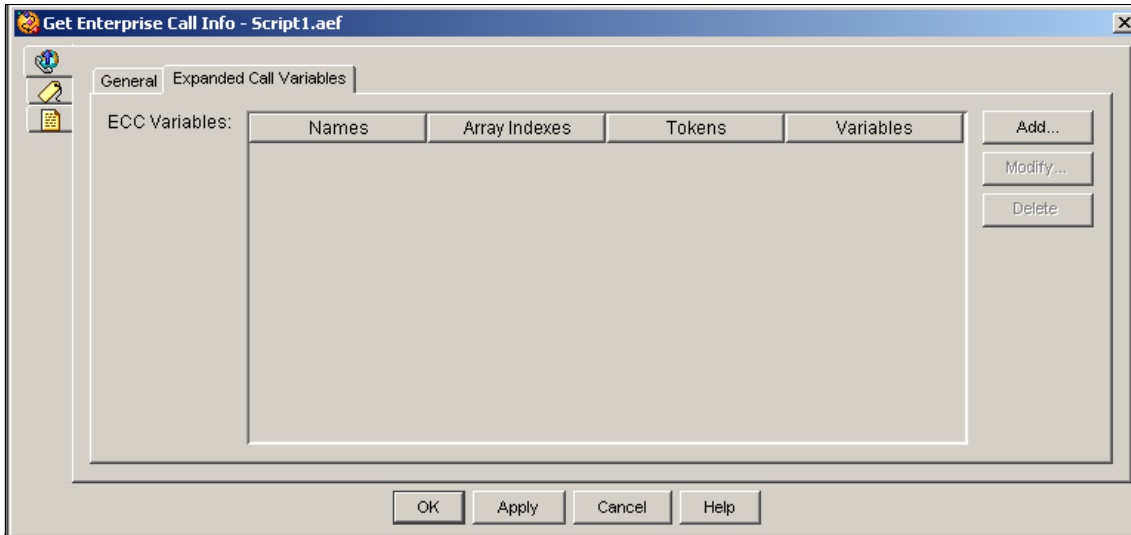 Get Enterprise Call Info - Script1.aef
General Expanded Call Variables
ECC Variables: Names Array Indexes Tokens Variables Add...
Modify...
Delete
OK Apply Cancel Help